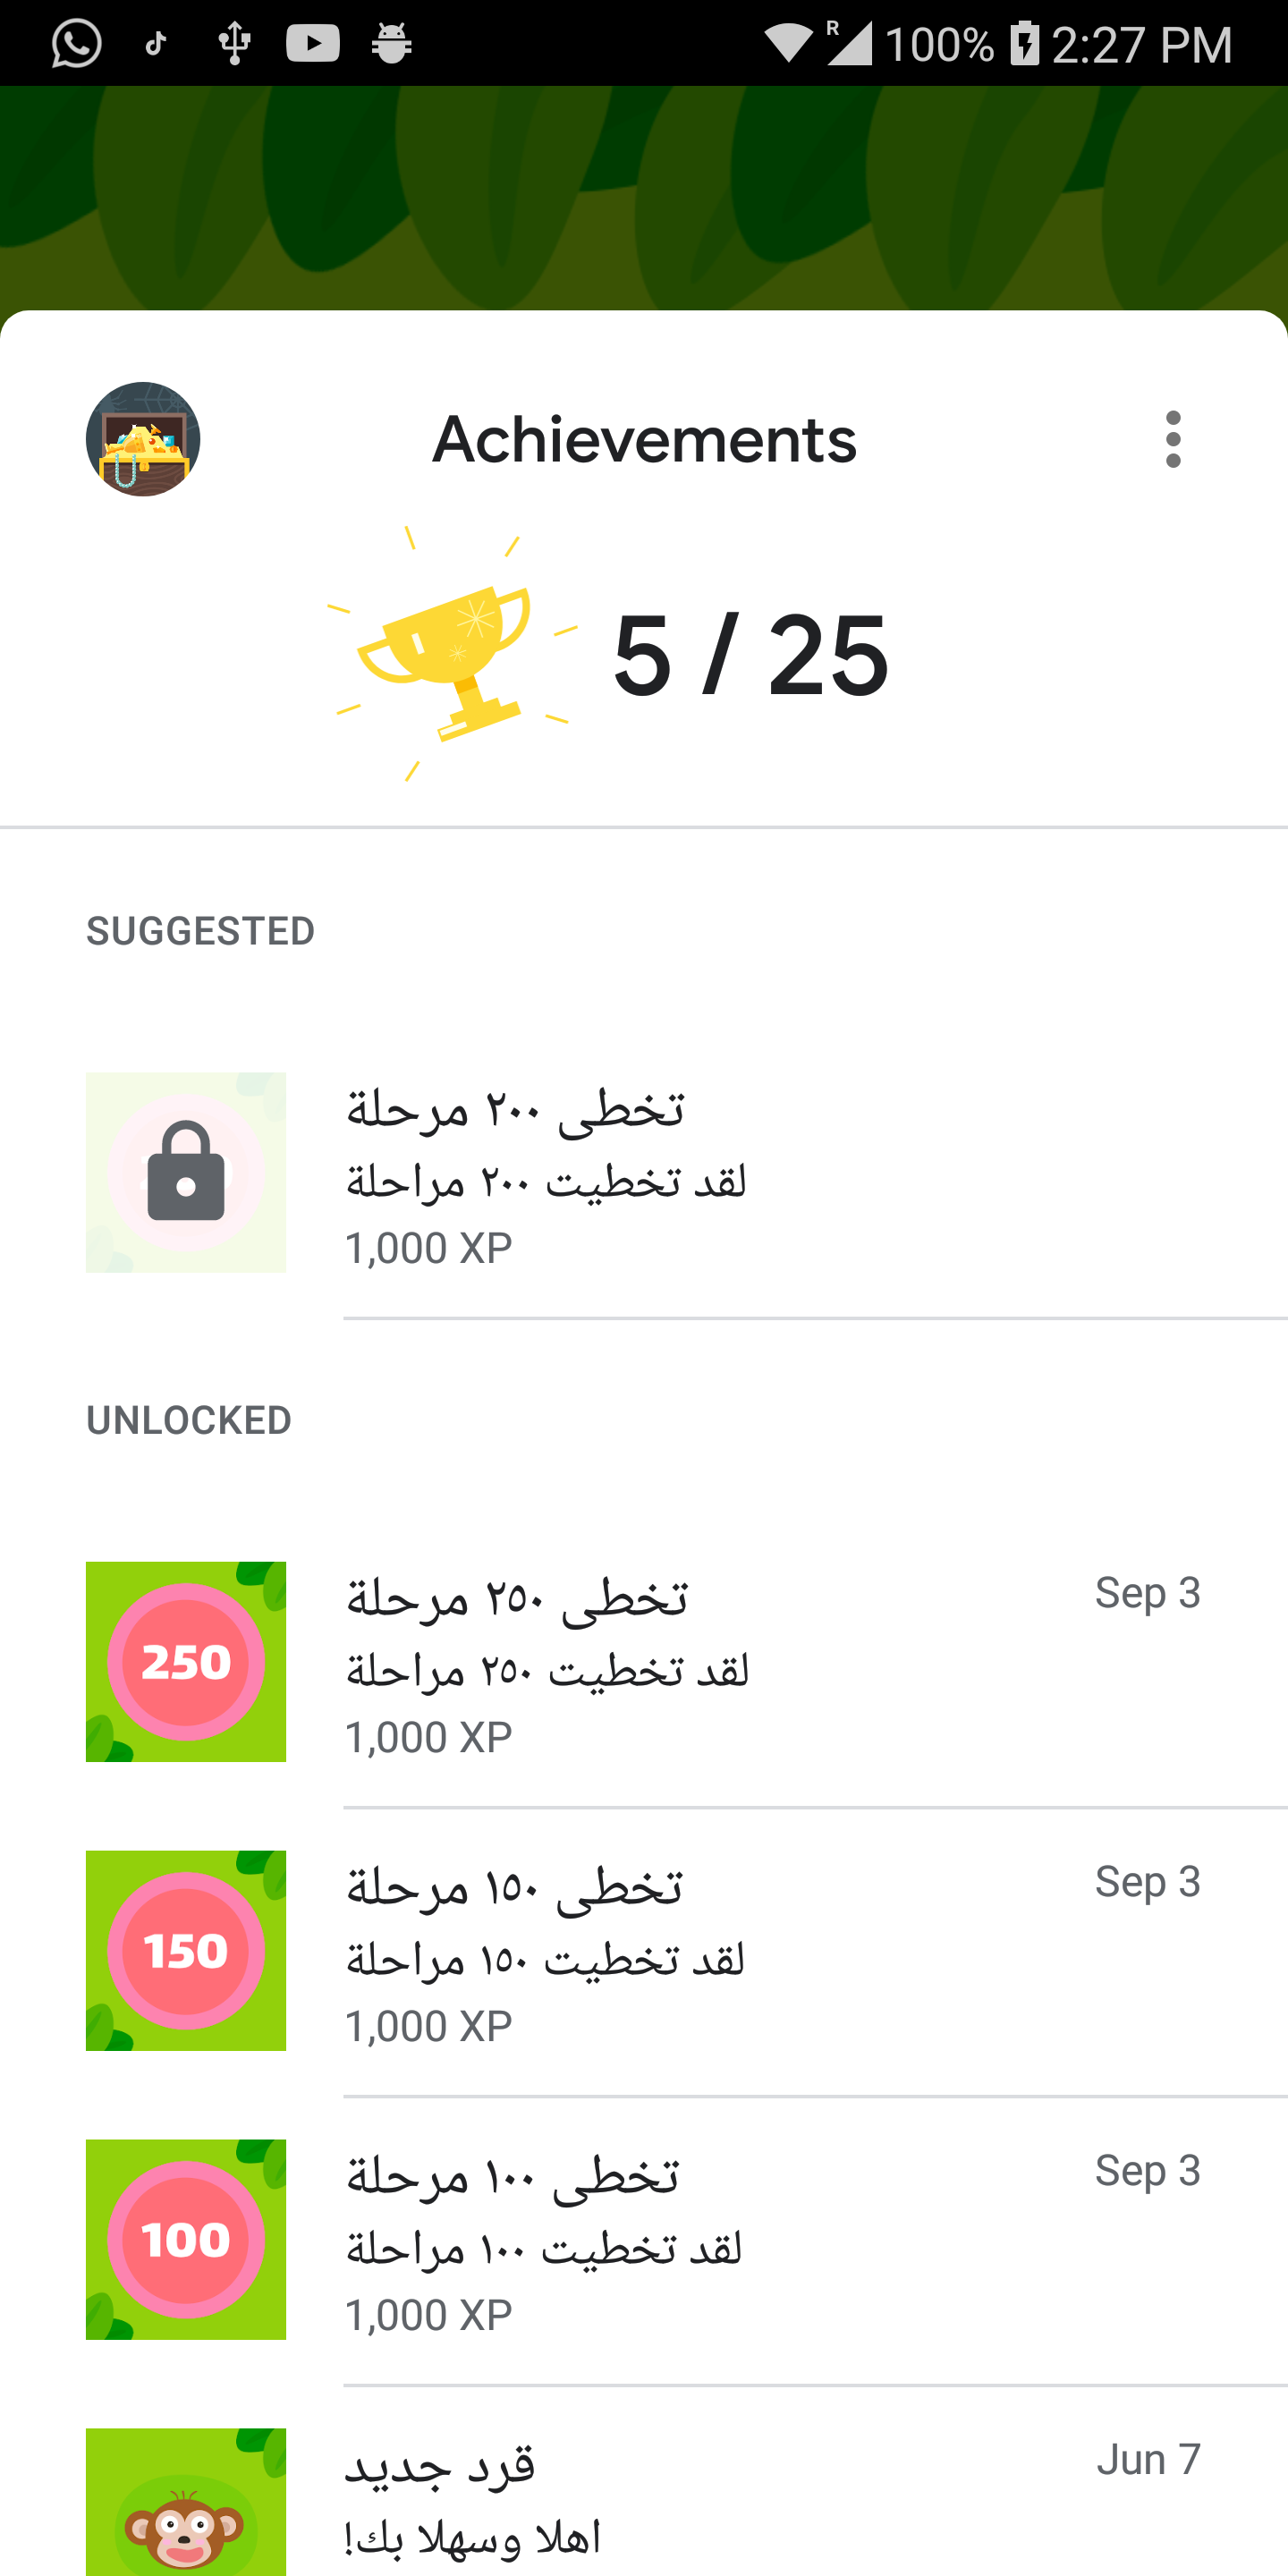 R 100% 2:27 PM
Achievements
5 / 25
SUGGESTED
تخطى ٢٠٠ مرحلة
لقد تخطيت ٢٠٠ مراحلة
1,000 XP
UNLOCKED
250
تخطى ٢٥٠ مرحلة
Sep 3
لقد تخطيت ٢٥٠ مراحلة
1,000 XP
150
تخطى ١٥٠ مرحلة
Sep 3
لقد تخطيت ١٥٠ مراحلة
1,000 XP
100
تخطى ١٠٠ مرحلة
Sep 3
لقد تخطيت ١٠٠ مراحلة
1,000 XP
قرد جديد
Jun 7
اهلا وسهلا بك!